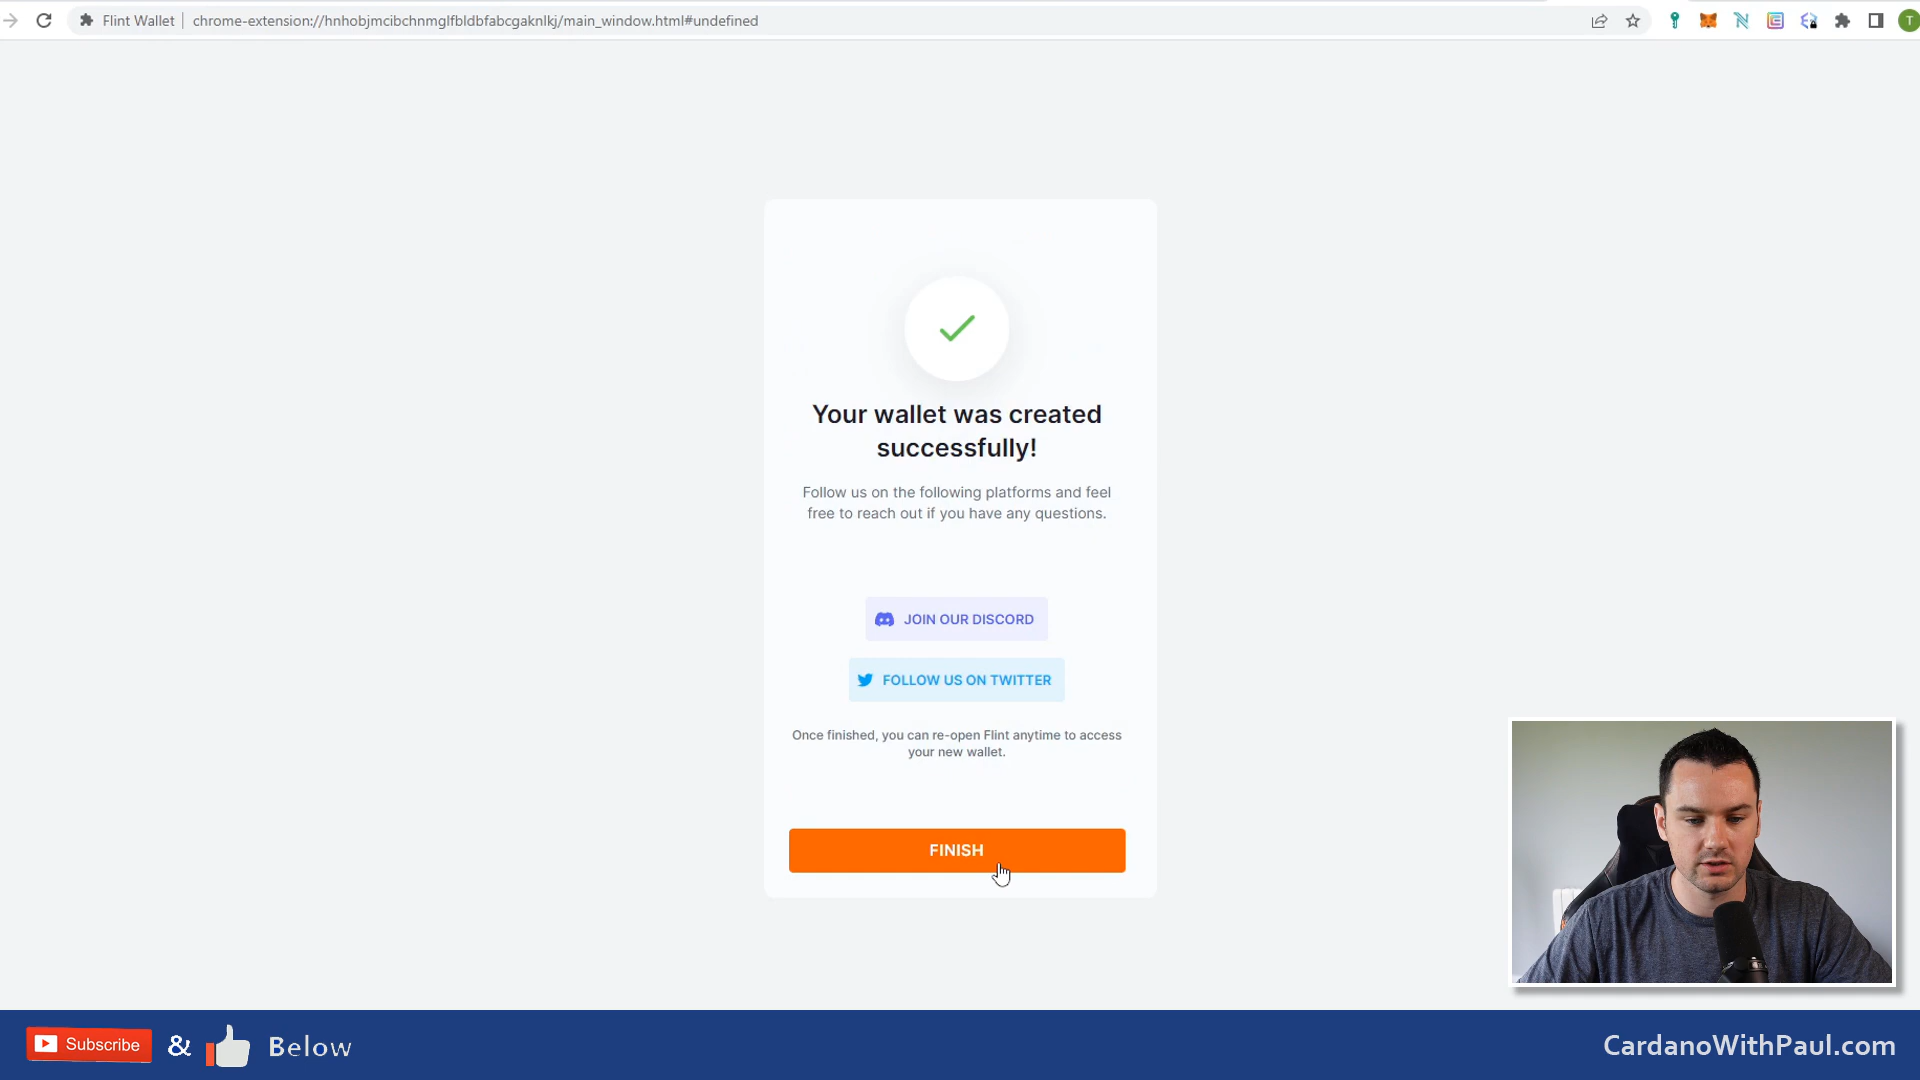 Flint Wallet | chrome-extension://hnhobjmcibchnmglfbldbfabcgaknlkj/main_window.html#undefined
T
Your wallet was created
successfully!
Follow us on the following platforms and feel
free to reach out if you have any questions.
JOIN OUR DISCORD
FOLLOW US ON TWITTER
Once finished, you can re-open Flint anytime to access
your new wallet.
FINISH
Subscribe & Below
CardanoWithPaul.com